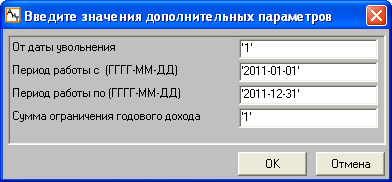 Введите значения дополнительных параметров
От даты увольнения '1'
Период работы с (ГГГГ-ММ-ДД) '2011-01-01'
Период работы по (ГГГГ-ММ-ДД) '2011-12-31'
Сумма ограничения годового дохода '1'
OK Отмена